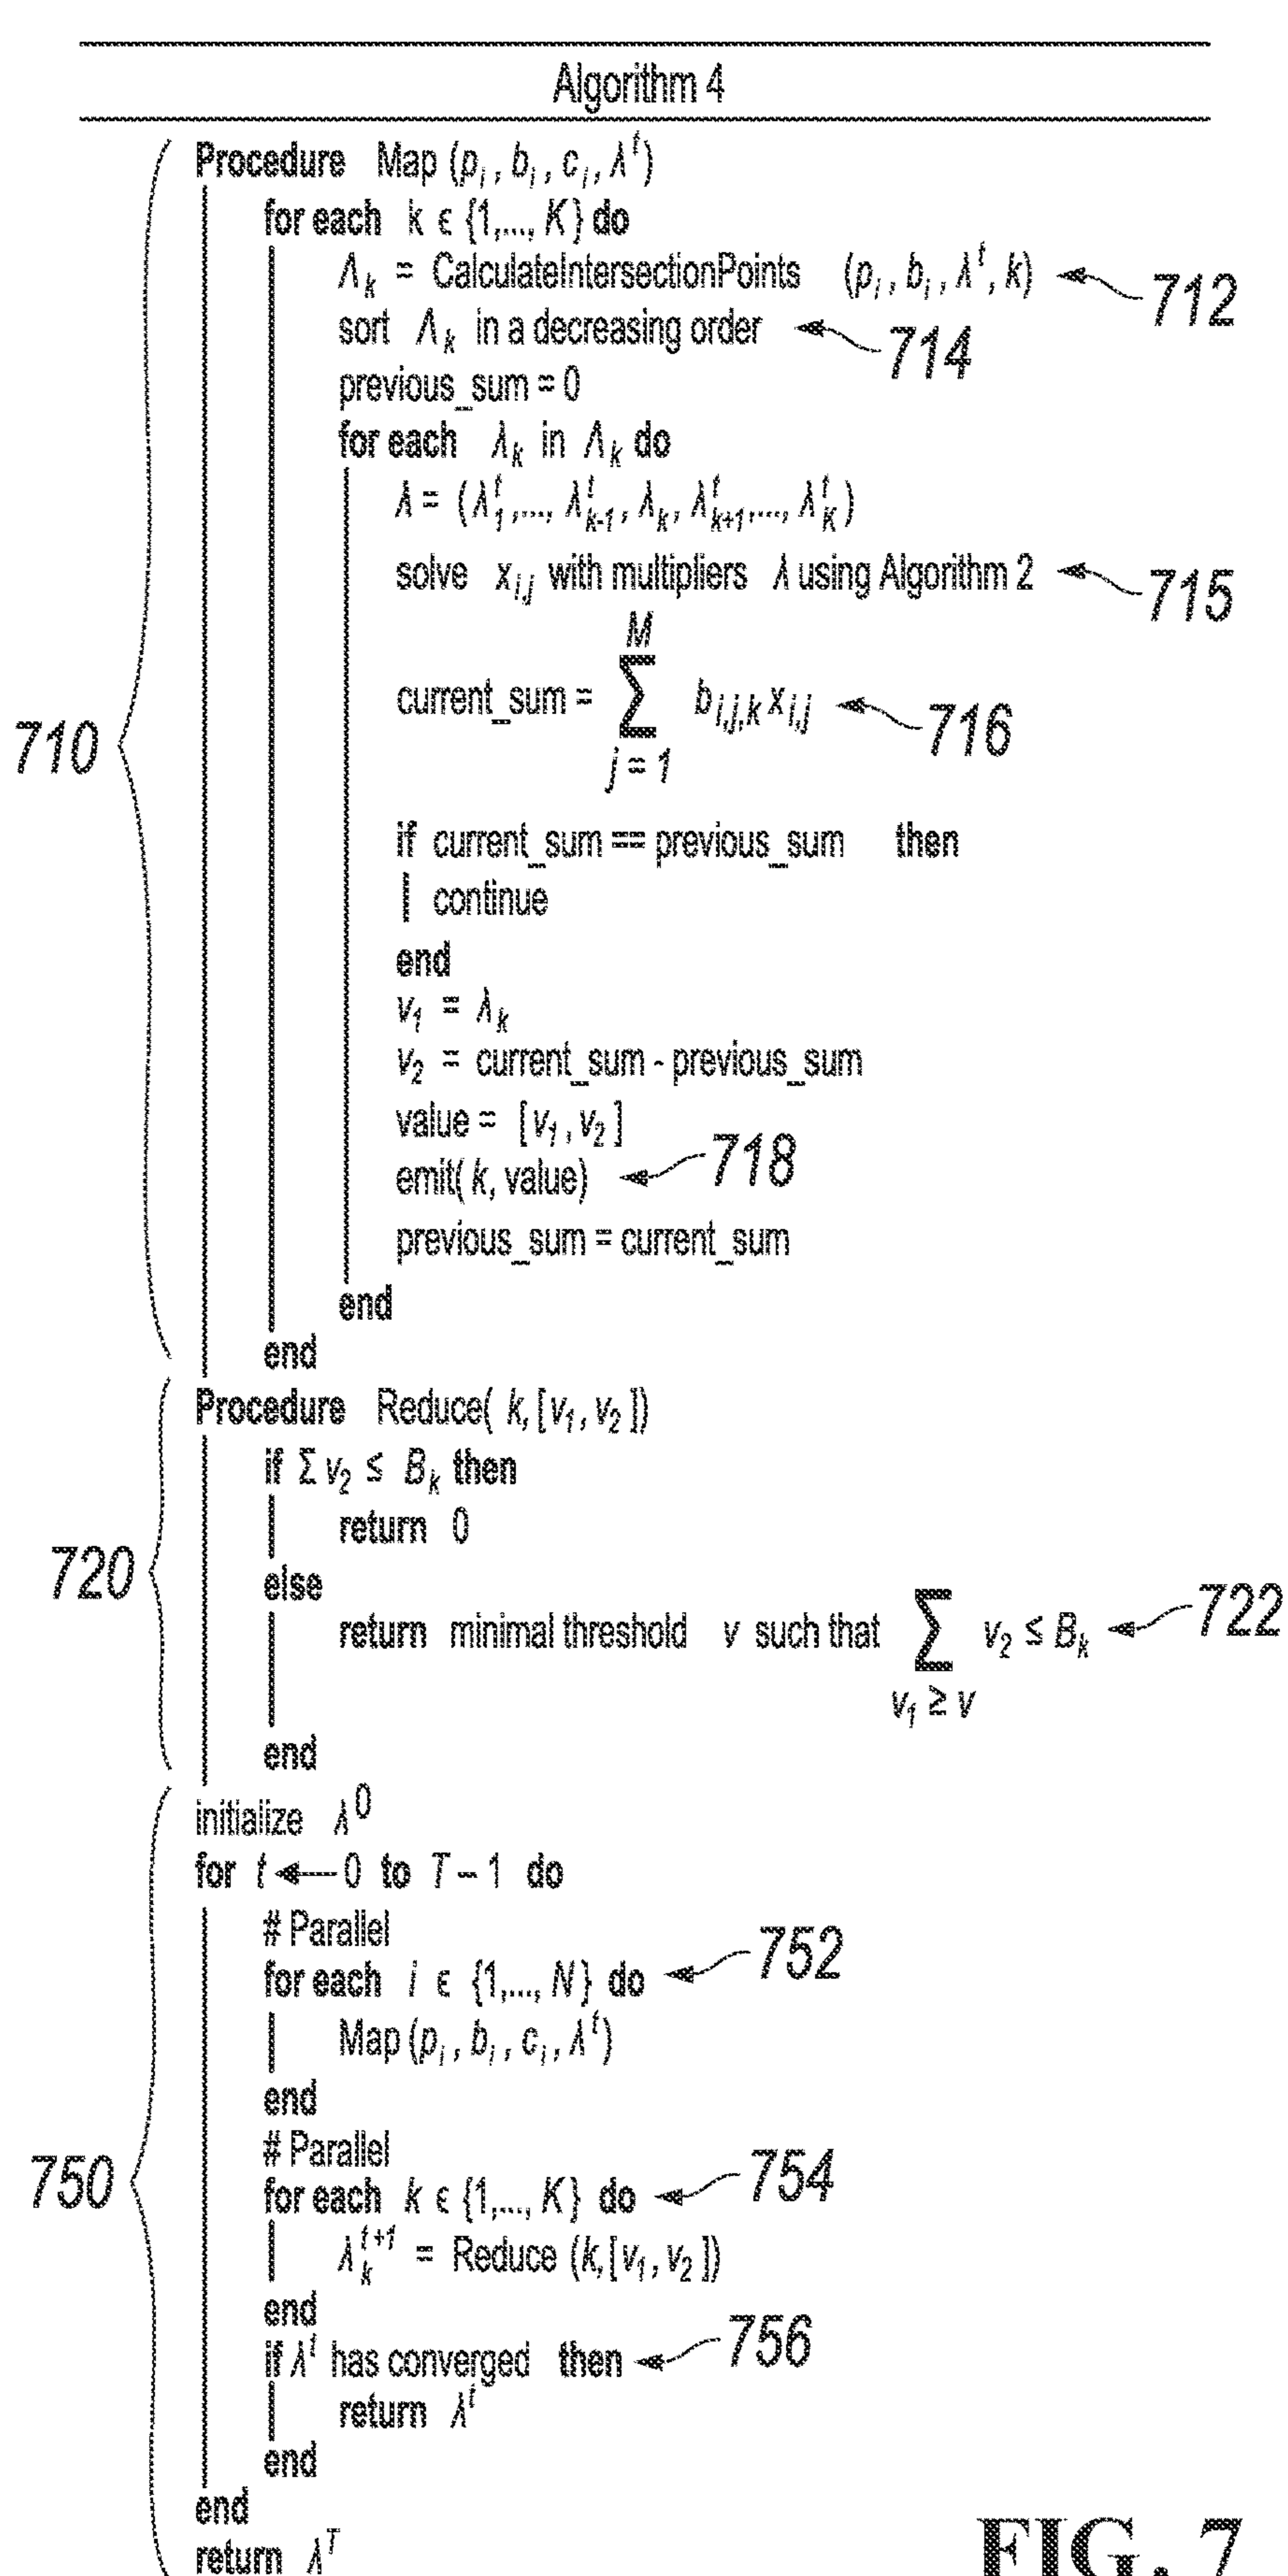 Algorithm 4
Procedure Map (p_i, b_i, c_i, λ^t)
for each k ϵ {1,..., K} do
Λ_k = CalculateIntersectionPoints (p_i, b_i, λ^t, k) 712
sort Λ_k in a decreasing order 714
previous_sum = 0
for each λ_k in Λ_k do
λ = (λ_1^t,..., λ_{k-1}^t, λ_k, λ_{k+1}^t,..., λ_K^t)
solve x_{i,j} with multipliers λ using Algorithm 2 715
710 current_sum = ∑_{j = 1}^{M} b_{i,j,k} x_{i,j} 716
if current_sum == previous_sum then
continue
end
v_1 = λ_k
v_2 = current_sum - previous_sum
value = [v_1, v_2]
emit( k, value) 718
previous_sum = current_sum
end
end
Procedure Reduce( k, [v_1, v_2])
if Σ v_2 ≤ B_k then
return 0
720 else
return minimal threshold v such that ∑_{v_1 ≥ v} v_2 ≤ B_k 722
end
initialize λ^0
for t ← 0 to T – 1 do
# Parallel
for each i ϵ {1,..., N} do 752
Map (p_i, b_i, c_i, λ^t)
end
# Parallel
750 for each k ϵ {1,..., K} do 754
λ_k^{t+1} = Reduce (k, [v_1, v_2])
end
if λ^t has converged then 756
return λ^t
end
end
return λ^T
FIG. 7